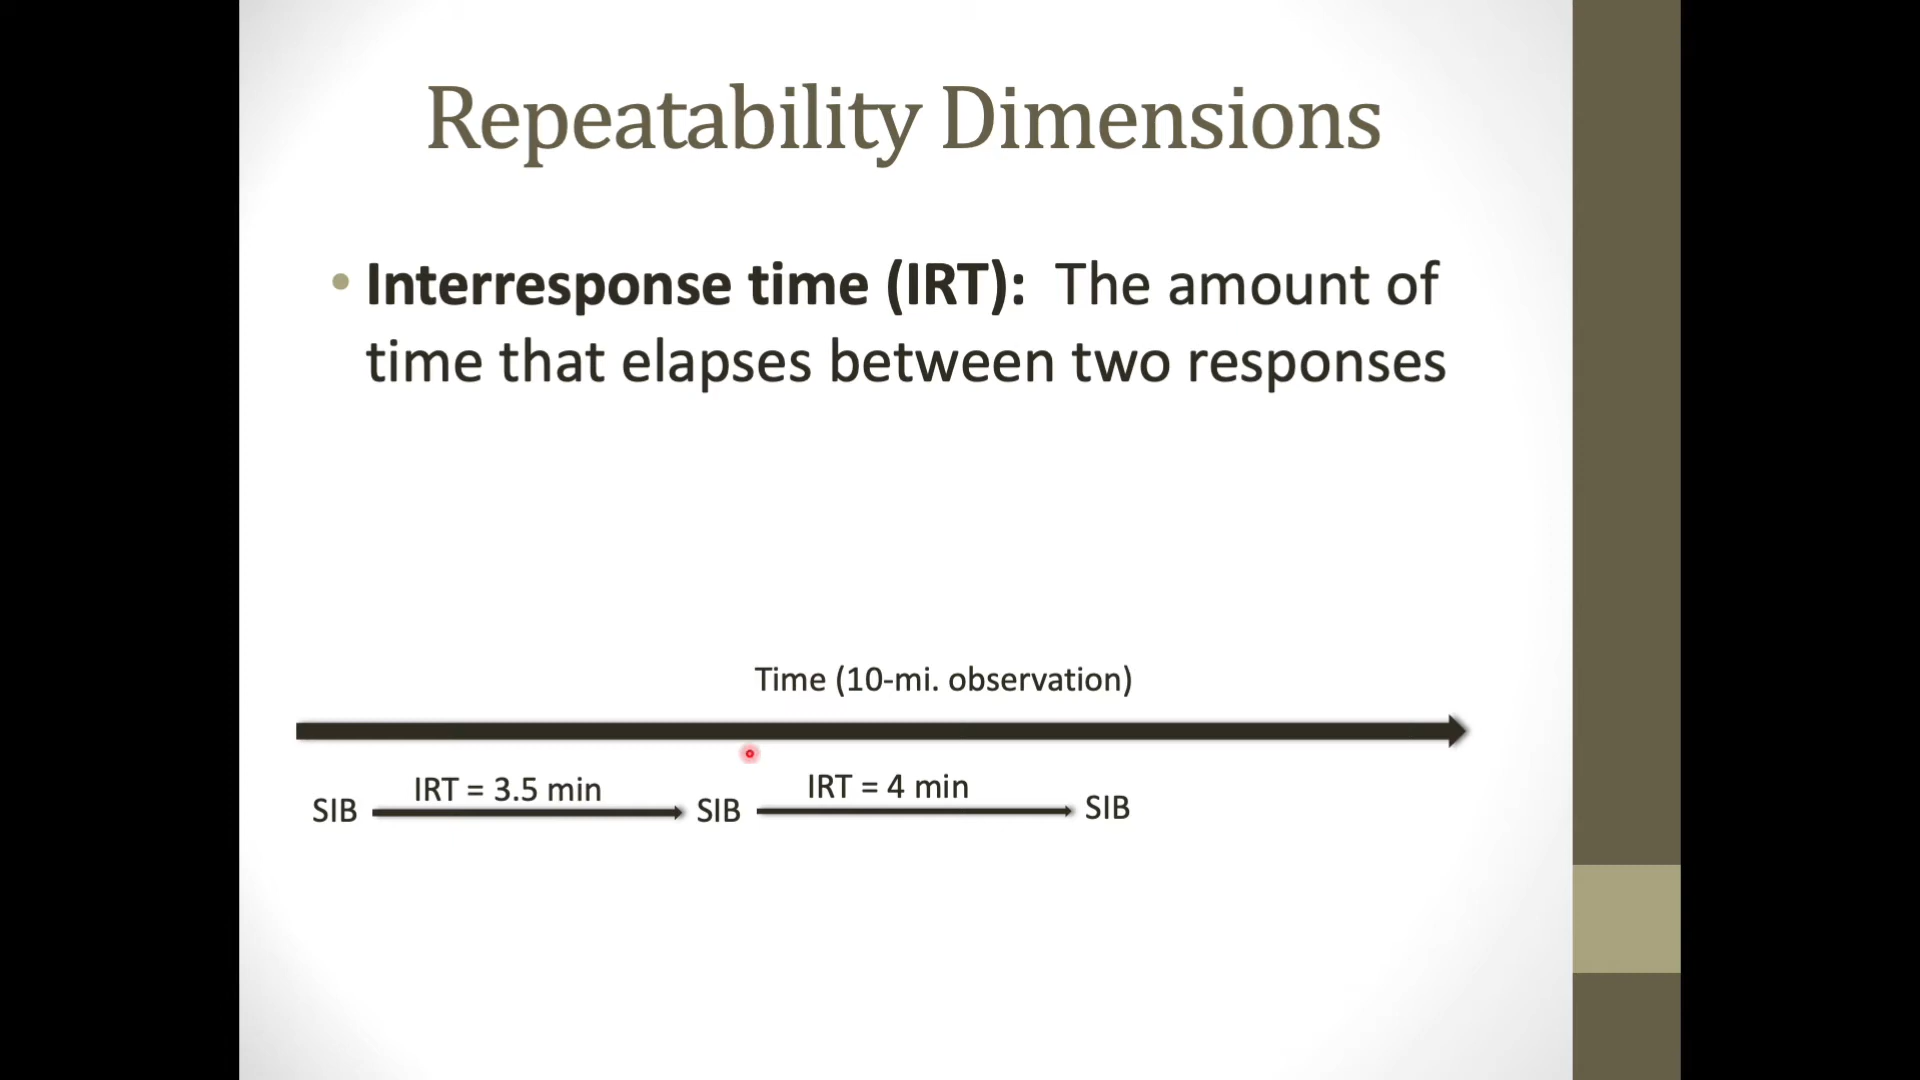 Repeatability Dimensions
• Interresponse time (IRT): The amount of
time that elapses between two responses
Time (10-mi. observation)
IRT = 3.5 min
IRT = 4 min
SIB
SIB
SIB